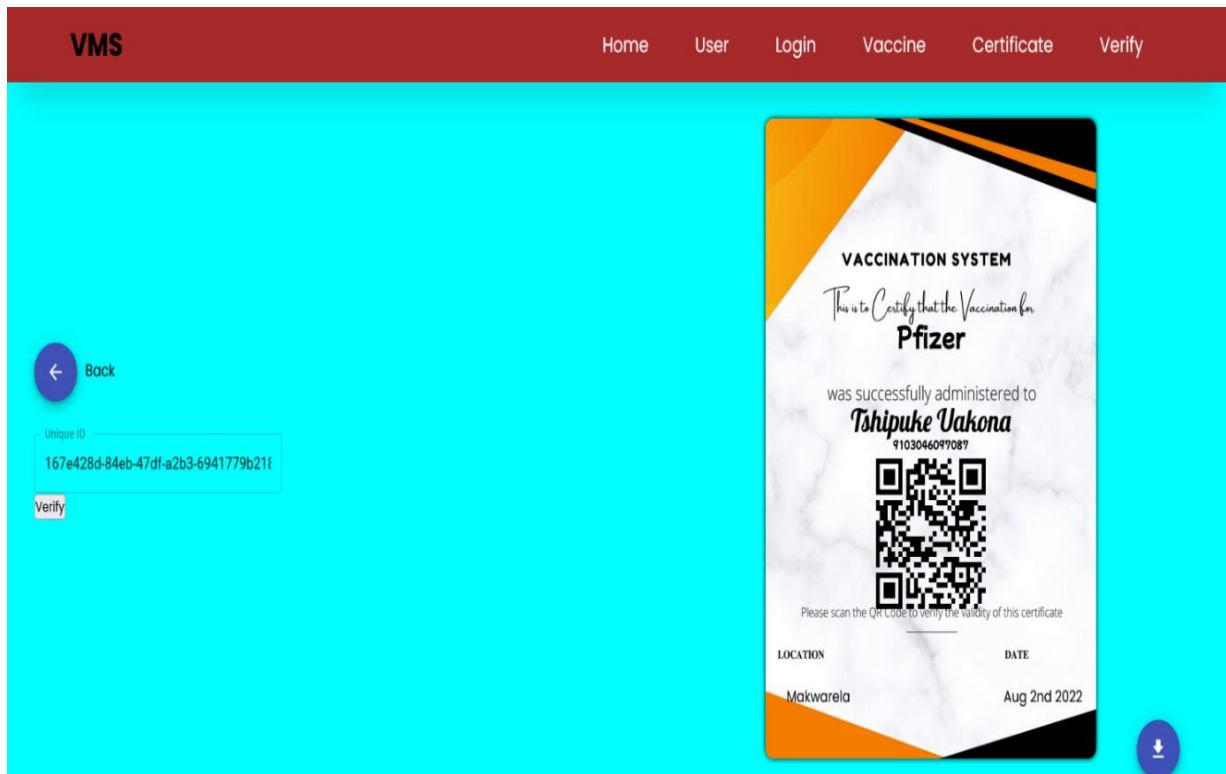 VMS
Home User Login Vaccine Certificate Verify
Back
Unique ID
167e428d-84eb-47df-a2b3-6941779b218
Verify
VACCINATION SYSTEM
This is to Certify that the Vaccination for
Pfizer
was successfully administered to
Tshipuke Uakona
9103046097087
Please scan the QR Code to verify the validity of this certificate
LOCATION DATE
Makwarela Aug 2nd 2022